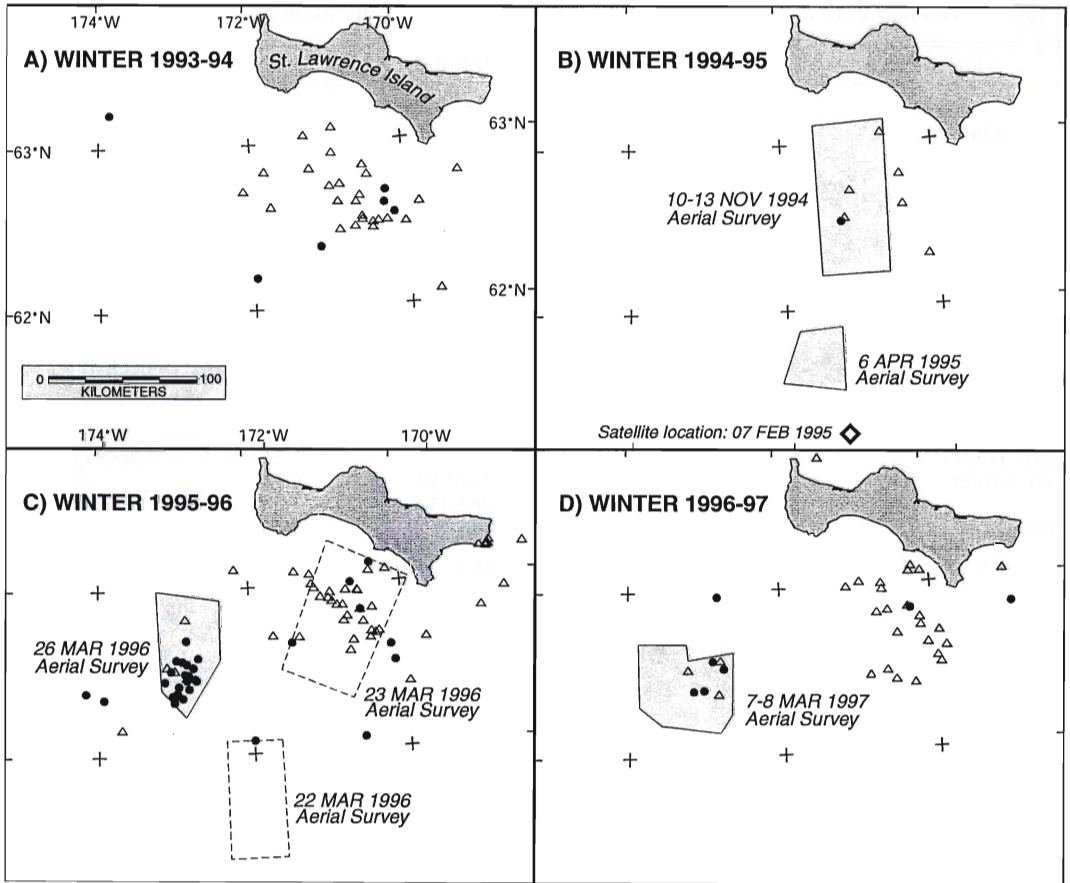 174°W 172°W 170°W
A) WINTER 1993-94
St. Lawrence Island
63°N
62°N
0 100
KILOMETERS
B) WINTER 1994-95
63°N
10-13 NOV 1994
Aerial Survey
62°N
6 APR 1995
Aerial Survey
Satellite location: 07 FEB 1995
174°W 172°W 170°W
C) WINTER 1995-96
26 MAR 1996
Aerial Survey
23 MAR 1996
Aerial Survey
22 MAR 1996
Aerial Survey
D) WINTER 1996-97
7-8 MAR 1997
Aerial Survey